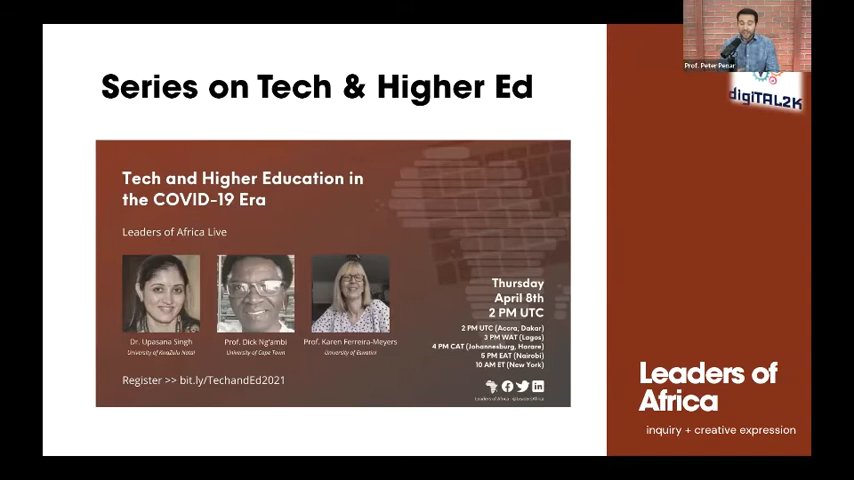 Prof. Peter Penar
digiTAL2K
Series on Tech & Higher Ed
Tech and Higher Education in
the COVID-19 Era
Leaders of Africa Live
Dr. Upasana Singh
University of KwaZulu Natal
Prof. Dick Ng'ambi
University of Cape Town
Prof. Karen Ferreira-Meyers
University of Eswatini
Thursday
April 8th
2 PM UTC
2 PM UTC (Accra, Dakar)
3 PM WAT (Lagos)
4 PM CAT (Johannesburg, Harare)
5 PM EAT (Nairobi)
10 AM ET (New York)
Register >> bit.ly/TechandEd2021
Leaders of Africa
Leaders of
Africa
inquiry + creative expression